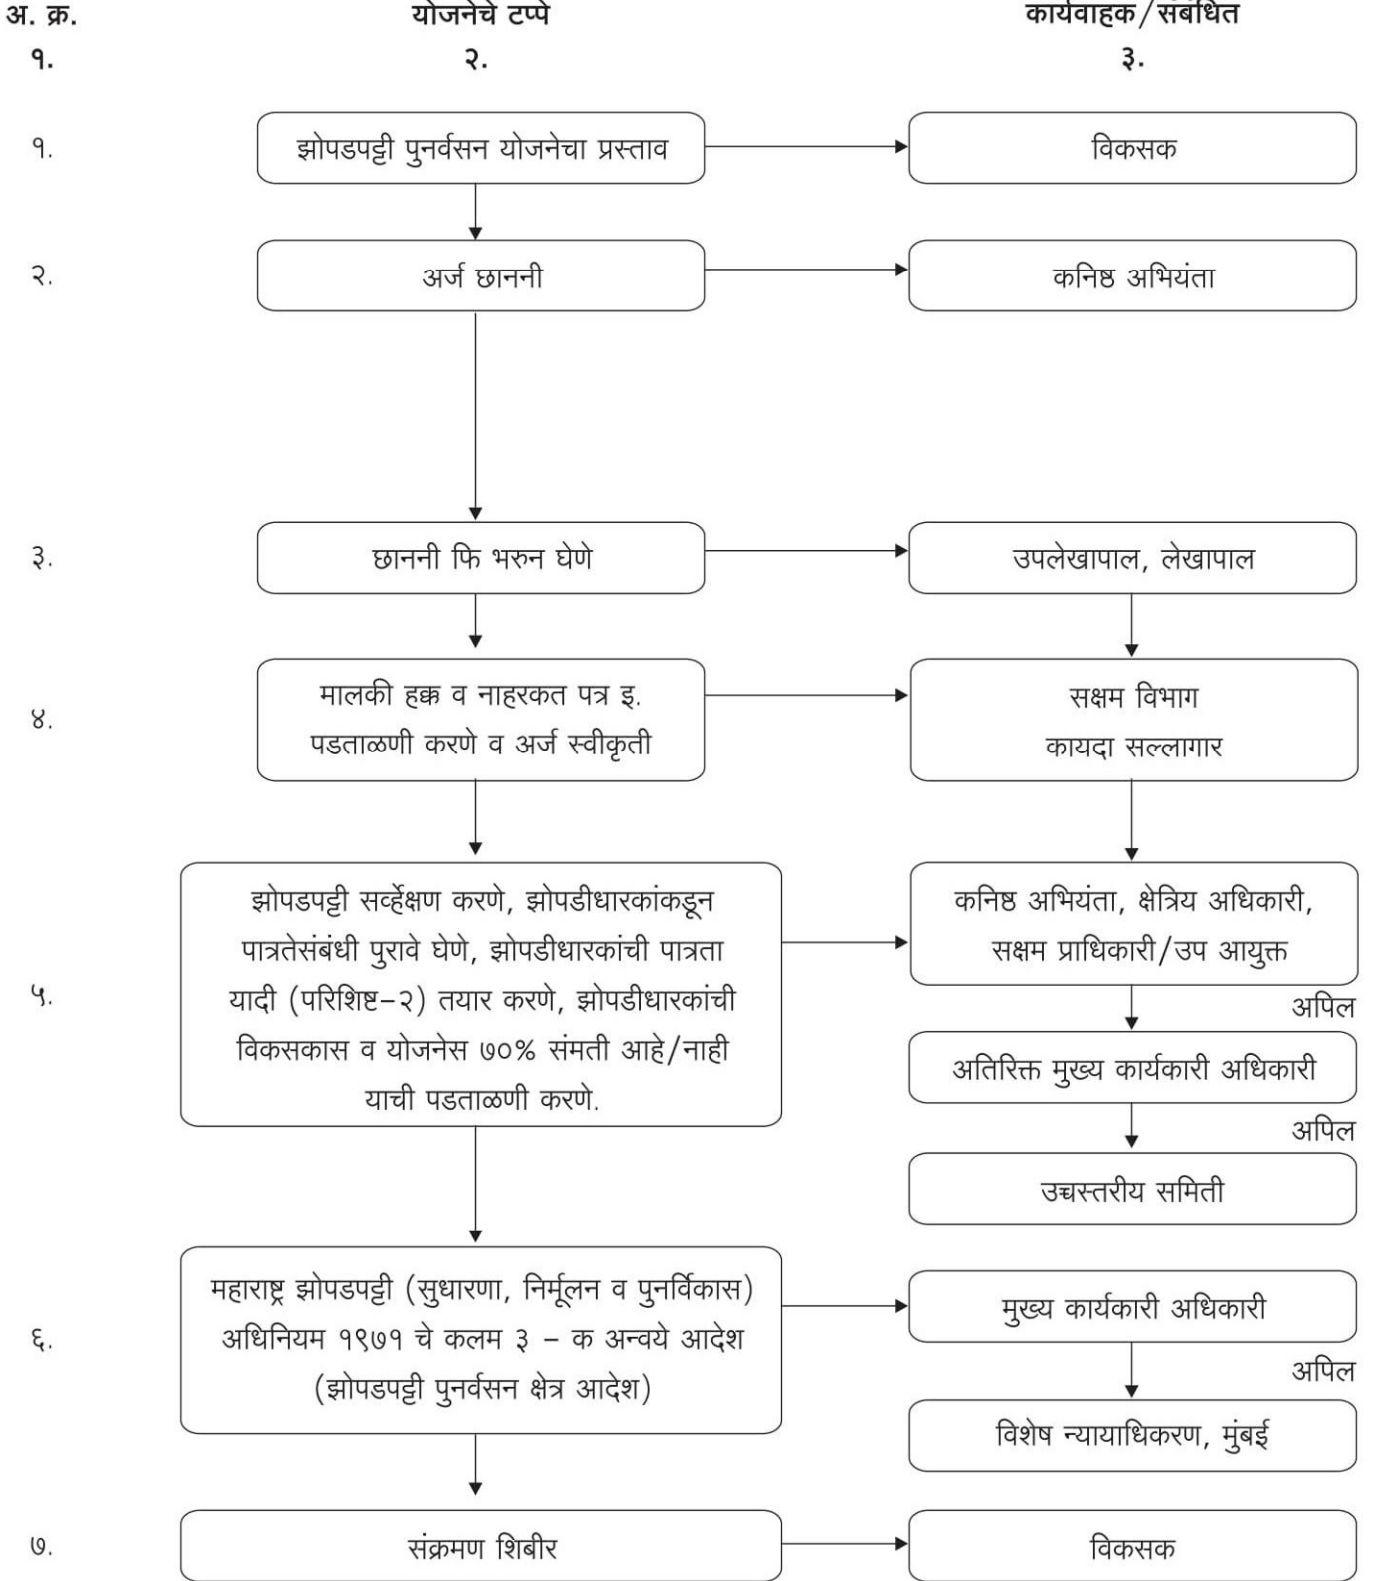 अ. क्र. योजनेचे टप्पे कार्यवाहक/संबंधित
१. २. ३.
१. झोपडपट्टी पुनर्वसन योजनेचा प्रस्ताव विकसक
२. अर्ज छाननी कनिष्ठ अभियंता
३. छाननी फि भरुन घेणे उपलेखापाल, लेखापाल
४. मालकी हक्क व नाहरकत पत्र इ.
पडताळणी करणे व अर्ज स्वीकृती
सक्षम विभाग
कायदा सल्लागार
५. झोपडपट्टी सर्व्हेक्षण करणे, झोपडीधारकांकडून
पात्रतेसंबंधी पुरावे घेणे, झोपडीधारकांची पात्रता
यादी (परिशिष्ट–२) तयार करणे, झोपडीधारकांची
विकसकास व योजनेस ७०% संमती आहे/नाही
याची पडताळणी करणे.
कनिष्ठ अभियंता, क्षेत्रिय अधिकारी,
सक्षम प्राधिकारी/उप आयुक्त
अपिल
अतिरिक्त मुख्य कार्यकारी अधिकारी
अपिल
उच्चस्तरीय समिती
६. महाराष्ट्र झोपडपट्टी (सुधारणा, निर्मूलन व पुनर्विकास)
अधिनियम १९७१ चे कलम ३ – क अन्वये आदेश
(झोपडपट्टी पुनर्वसन क्षेत्र आदेश)
मुख्य कार्यकारी अधिकारी
अपिल
विशेष न्यायाधिकरण, मुंबई
७. संक्रमण शिबीर विकसक